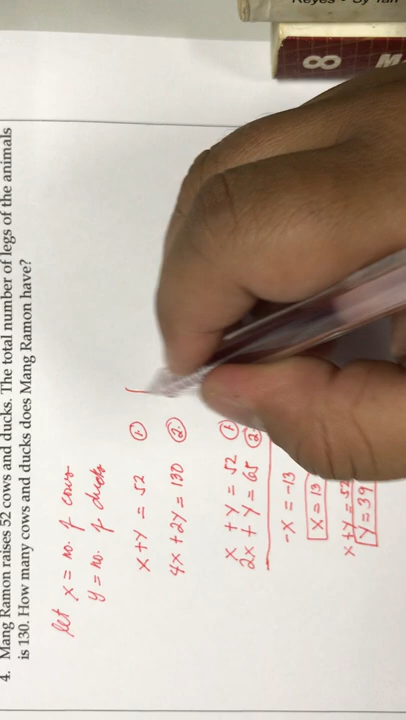 4. Mang Ramon raises 52 cows and ducks. The total number of legs of the animals
is 130. How many cows and ducks does Mang Ramon have?
let x = no. of cows
y = no. of ducks
x + y = 52 ①
4x + 2y = 130 ②
x + y = 52 ①
2x + y = 65 ②
-x = -13
x = 13
x + y = 52
y = 39
8